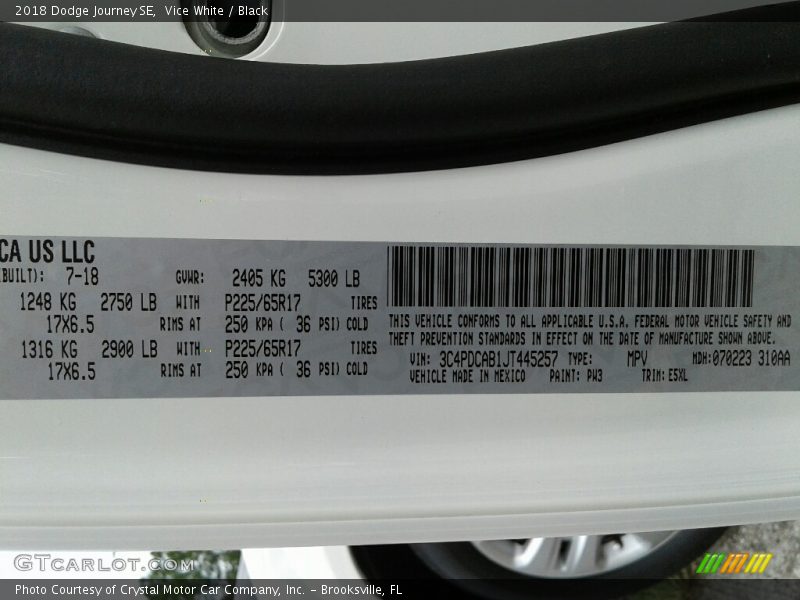 2018 Dodge Journey SE,  Vice White / Black
CA US LLC
(BUILT): 7-18 GVWR: 2405 KG 5300 LB
1248 KG 2750 LB WITH P225/65R17 TIRES
17X6.5 RIMS AT 250 KPA ( 36 PSI) COLD
1316 KG 2900 LB WITH P225/65R17 TIRES
17X6.5 RIMS AT 250 KPA ( 36 PSI) COLD
THIS VEHICLE CONFORMS TO ALL APPLICABLE U.S.A. FEDERAL MOTOR VEHICLE SAFETY AND
THEFT PREVENTION STANDARDS IN EFFECT ON THE DATE OF MANUFACTURE SHOWN ABOVE.
VIN: 3C4PDCAB1JT445257 TYPE: MPV MDH:070223 310AA
VEHICLE MADE IN MEXICO PAINT: PW3 TRIM: E5XL
GTCARLOT.COM
Photo Courtesy of Crystal Motor Car Company, Inc. – Brooksville, FL